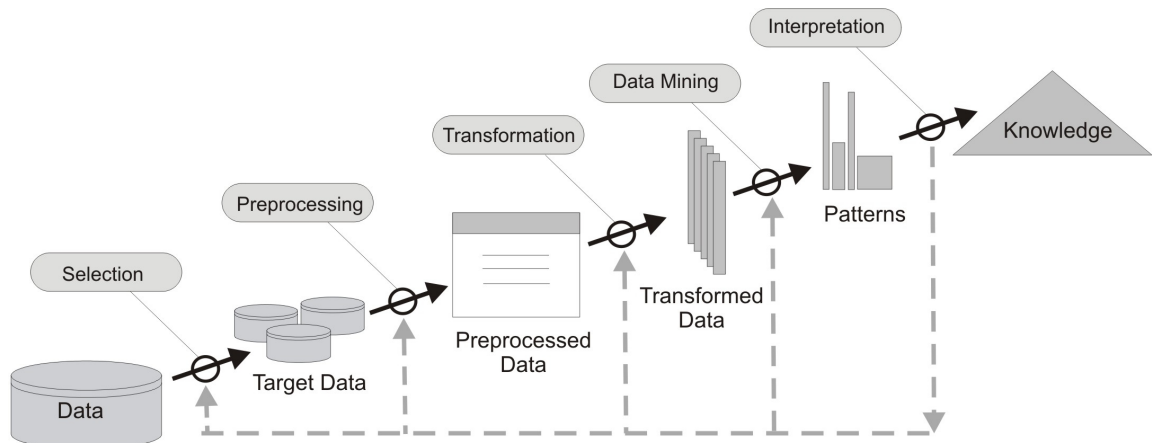 Interpretation
Data Mining
Knowledge
Transformation
Preprocessing
Patterns
Selection
Transformed
Data
Preprocessed
Data
Target Data
Data